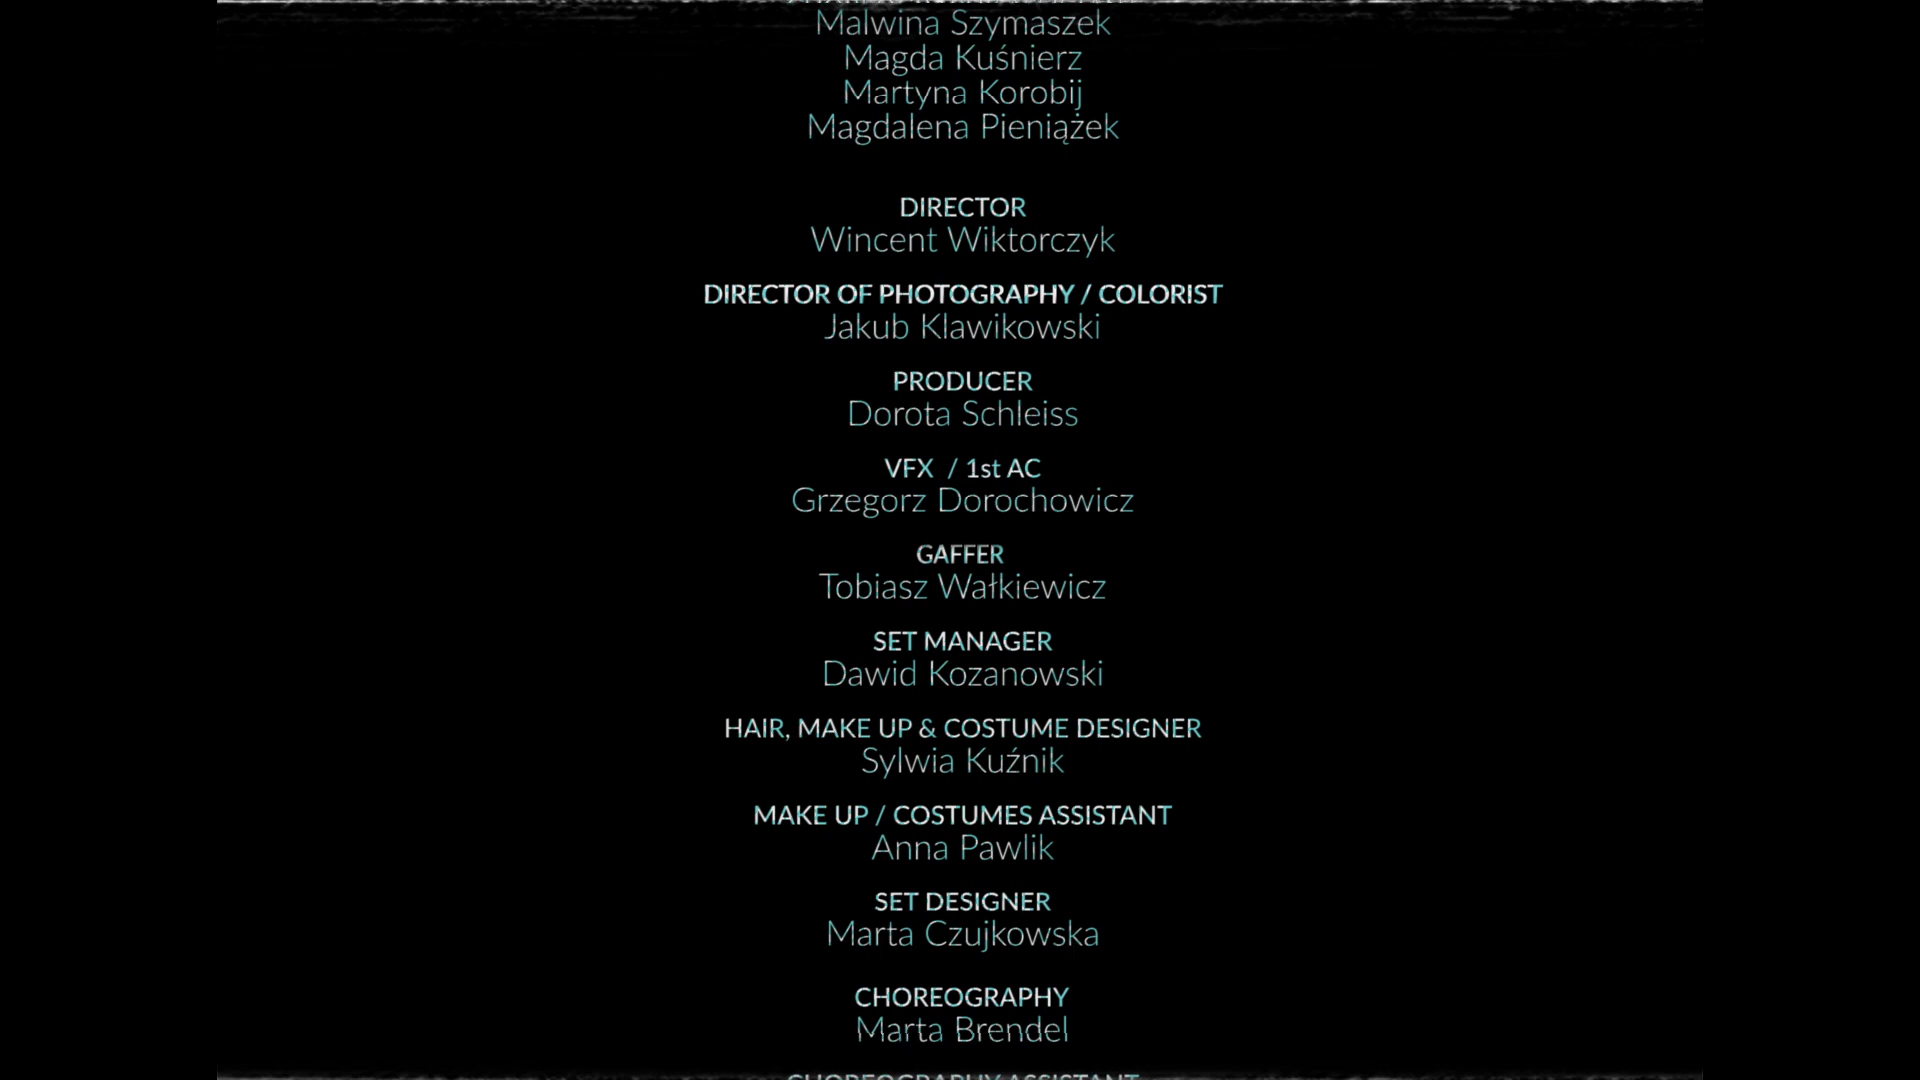 Malwina Szymaszek
Magda Kuśnierz
Martyna Korobij
Magdalena Pieniążek
DIRECTOR
Wincent Wiktorczyk
DIRECTOR OF PHOTOGRAPHY / COLORIST
Jakub Klawikowski
PRODUCER
Dorota Schleiss
VFX / 1st AC
Grzegorz Dorochowicz
GAFFER
Tobiasz Wałkiewicz
SET MANAGER
Dawid Kozanowski
HAIR, MAKE UP & COSTUME DESIGNER
Sylwia Kuźnik
MAKE UP / COSTUMES ASSISTANT
Anna Pawlik
SET DESIGNER
Marta Czujkowska
CHOREOGRAPHY
Marta Brendel
CHOREOGRAPHY ASSISTANT